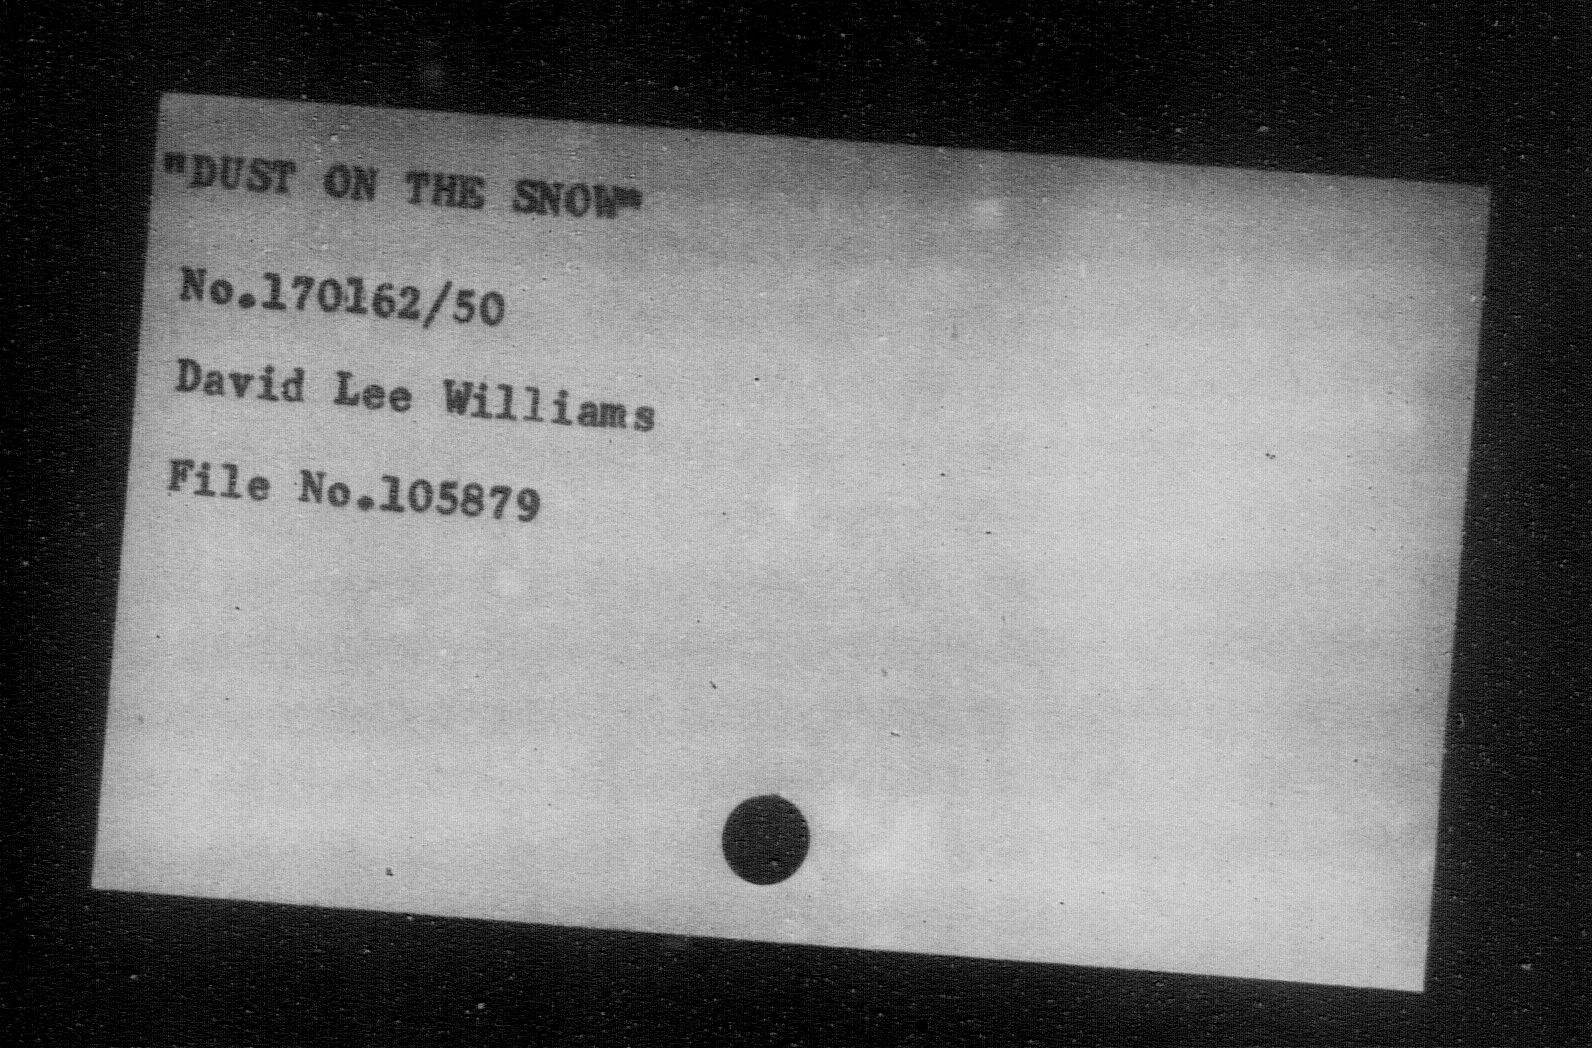 "DUST ON THE SNOW"
No.170162/50
David Lee Williams
File No.105879